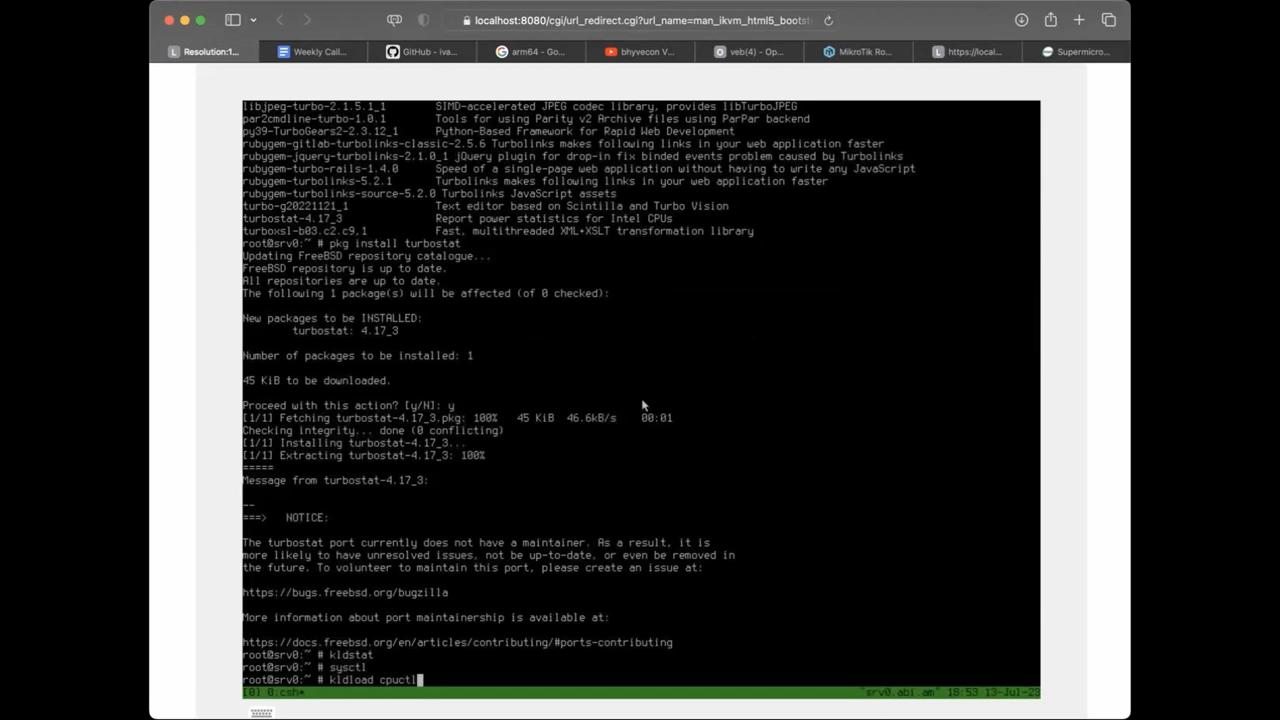 localhost:8080/cgi/url_redirect.cgi?url_name=man_ikvm_html5_boots
Resolution:1... Weekly Call... GitHub - iva... arm64 - Go... bhyvecon V... veb(4) - Op... MikroTik Ro... https://local... Supermicro...
libjpeg-turbo-2.1.5.1_1 SIMD-accelerated JPEG codec library, provides libTurboJPEG
par2cmdline-turbo-1.0.1 Tools for using Parity v2 Archive files using ParPar backend
py39-TurboGears2-2.3.12_1 Python-Based Framework for Rapid Web Development
rubygem-gitlab-turbolinks-classic-2.5.6 Turbolinks makes following links in your web application faster
rubygem-jquery-turbolinks-2.1.0_1 jQuery plugin for drop-in fix binded events problem caused by Turbolinks
rubygem-turbo-rails-1.4.0 Speed of a single-page web application without having to write any JavaScript
rubygem-turbolinks-5.2.1 Turbolinks makes following links in your web application faster
rubygem-turbolinks-source-5.2.0 Turbolinks JavaScript assets
turbo-g20221121_1 Text editor based on Scintilla and Turbo Vision
turbostat-4.17_3 Report power statistics for Intel CPUs
turboxsl-b03.c2.c9,1 Fast, multithreaded XML+XSLT transformation library
root@srv0:~ # pkg install turbostat
Updating FreeBSD repository catalogue...
FreeBSD repository is up to date.
All repositories are up to date.
The following 1 package(s) will be affected (of 0 checked):
New packages to be INSTALLED:
turbostat: 4.17_3
Number of packages to be installed: 1
45 KiB to be downloaded.
Proceed with this action? [y/N]: y
[1/1] Fetching turbostat-4.17_3.pkg: 100% 45 KiB 46.6kB/s 00:01
Checking integrity... done (0 conflicting)
[1/1] Installing turbostat-4.17_3...
[1/1] Extracting turbostat-4.17_3: 100%
=====
Message from turbostat-4.17_3:
--
===> NOTICE:
The turbostat port currently does not have a maintainer. As a result, it is
more likely to have unresolved issues, not be up-to-date, or even be removed in
the future. To volunteer to maintain this port, please create an issue at:
https://bugs.freebsd.org/bugzilla
More information about port maintainership is available at:
https://docs.freebsd.org/en/articles/contributing/#ports-contributing
root@srv0:~ # kldstat
root@srv0:~ # sysctl
root@srv0:~ # kldload cpuctl
[0] 0:csh* "srv0.abi.am" 18:53 13-Jul-23